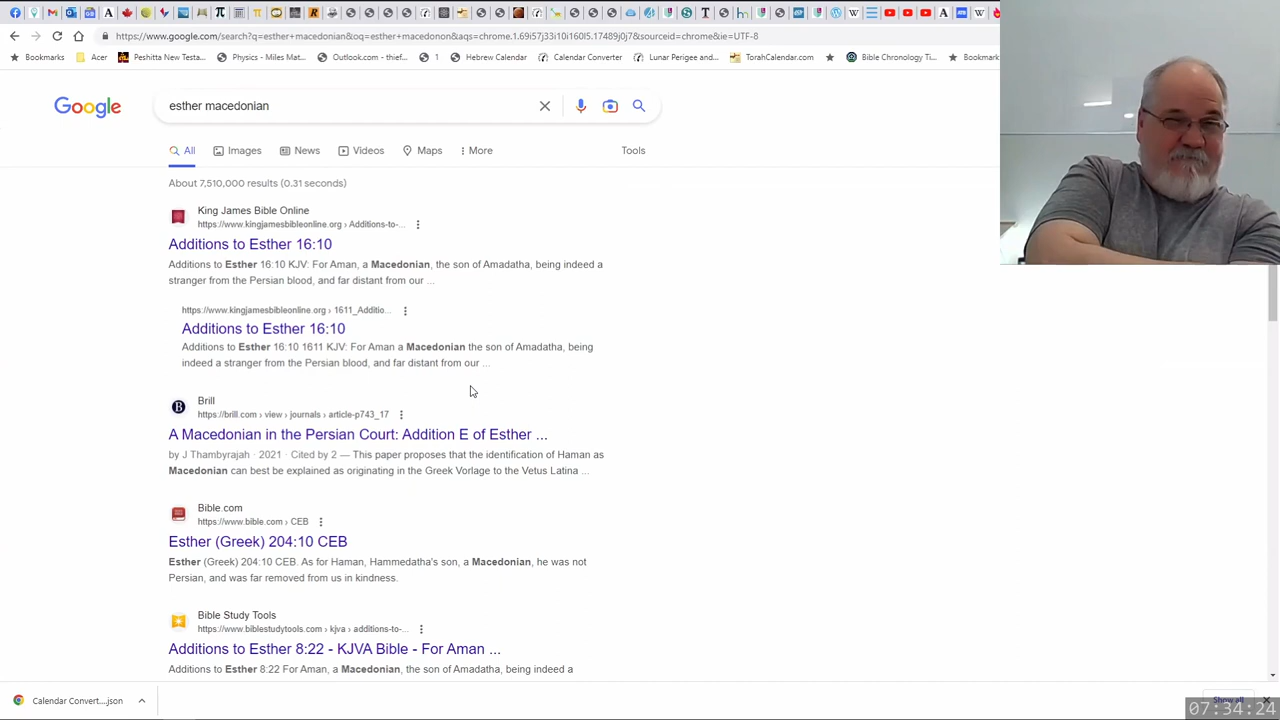 https://www.google.com/search?q=esther+macedonian&oq=esther+macedonon&aqs=chrome.1.69i57j33i10i160l5.17489j0j7&sourceid=chrome&ie=UTF-8
Bookmarks Acer Peshitta New Testa... Physics - Miles Mat... Outlook.com - thief... 1 Hebrew Calendar Calendar Converter Lunar Perigee and... TorahCalendar.com Bible Chronology Ti... Bookmark
Google
esther macedonian
All Images News Videos Maps More Tools
About 7,510,000 results (0.31 seconds)
King James Bible Online
https://www.kingjamesbibleonline.org › Additions-to-...
Additions to Esther 16:10
Additions to Esther 16:10 KJV: For Aman, a Macedonian, the son of Amadatha, being indeed a
stranger from the Persian blood, and far distant from our ...
https://www.kingjamesbibleonline.org › 1611_Additio...
Additions to Esther 16:10
Additions to Esther 16:10 1611 KJV: For Aman a Macedonian the son of Amadatha, being
indeed a stranger from the Persian blood, and far distant from our ...
Brill
https://brill.com › view › journals › article-p743_17
A Macedonian in the Persian Court: Addition E of Esther ...
by J Thambyrajah · 2021 · Cited by 2 — This paper proposes that the identification of Haman as
Macedonian can best be explained as originating in the Greek Vorlage to the Vetus Latina ...
Bible.com
https://www.bible.com › CEB
Esther (Greek) 204:10 CEB
Esther (Greek) 204:10 CEB. As for Haman, Hammedatha's son, a Macedonian, he was not
Persian, and was far removed from us in kindness.
Bible Study Tools
https://www.biblestudytools.com › kjva › additions-to-...
Additions to Esther 8:22 - KJVA Bible - For Aman ...
Additions to Esther 8:22 For Aman, a Macedonian, the son of Amadatha, being indeed a
Calendar Convert....json
Show all
07:34:24